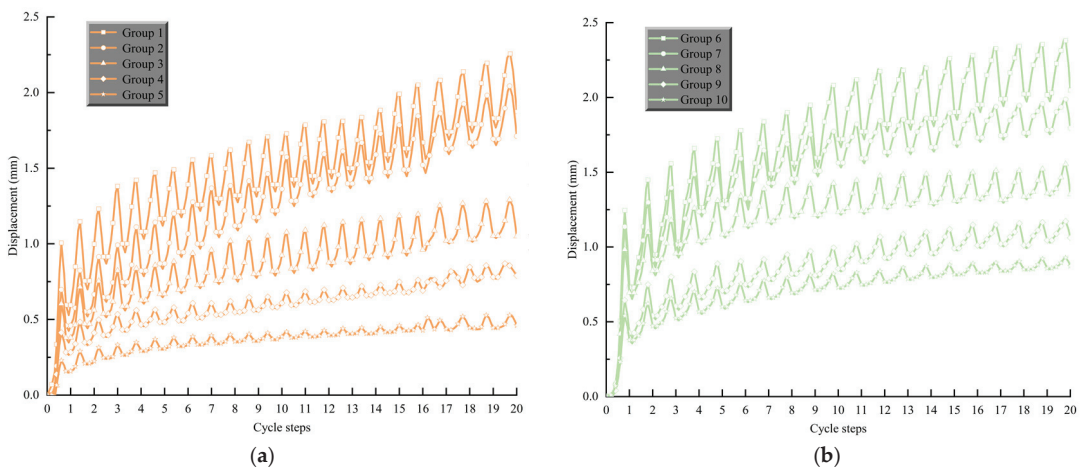 2.5
2.0
1.5
1.0
0.5
0.0
Displacement (mm)
Group 1
Group 2
Group 3
Group 4
Group 5
0 1 2 3 4 5 6 7 8 9 10 11 12 13 14 15 16 17 18 19 20
Cycle steps
(a)
2.5
2.0
1.5
1.0
0.5
0.0
Displacement (mm)
Group 6
Group 7
Group 8
Group 9
Group 10
0 1 2 3 4 5 6 7 8 9 10 11 12 13 14 15 16 17 18 19 20
Cycle steps
(b)